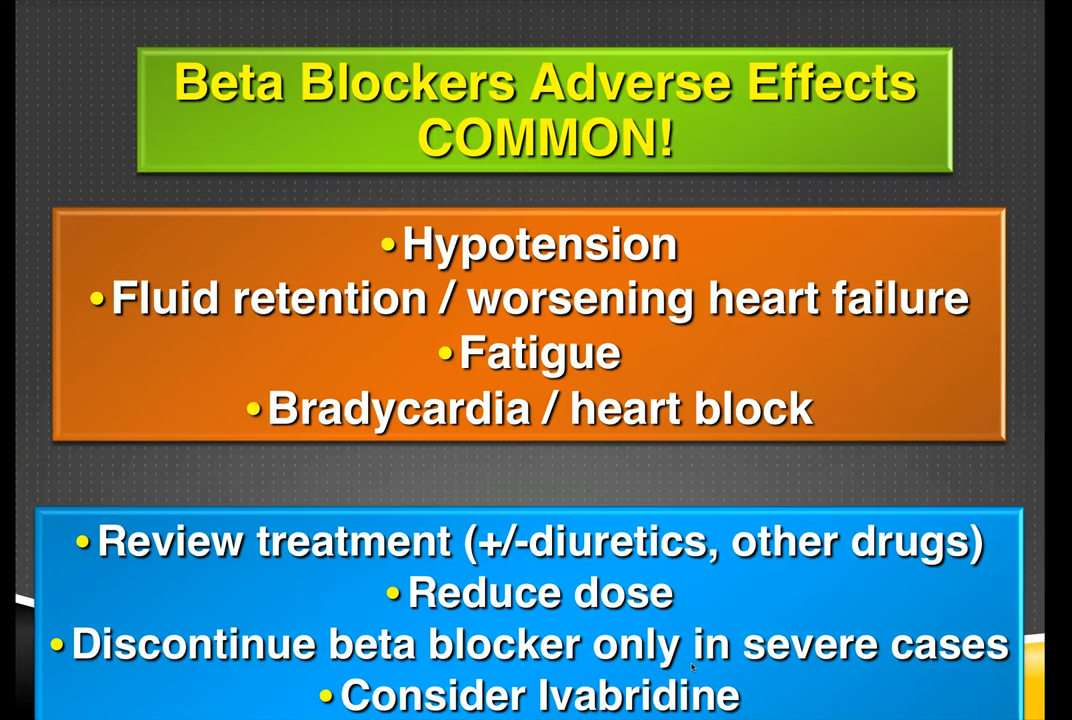 Beta Blockers Adverse Effects
COMMON!
•Hypotension
•Fluid retention / worsening heart failure
•Fatigue
•Bradycardia / heart block
•Review treatment (+/-diuretics, other drugs)
•Reduce dose
•Discontinue beta blocker only in severe cases
•Consider Ivabridine